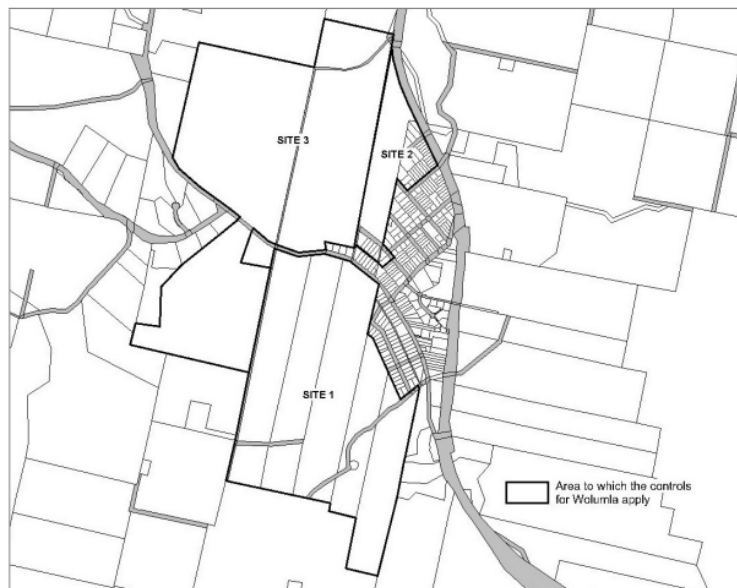 SITE 3
SITE 2
SITE 1
Area to which the controls
for Wolumla apply